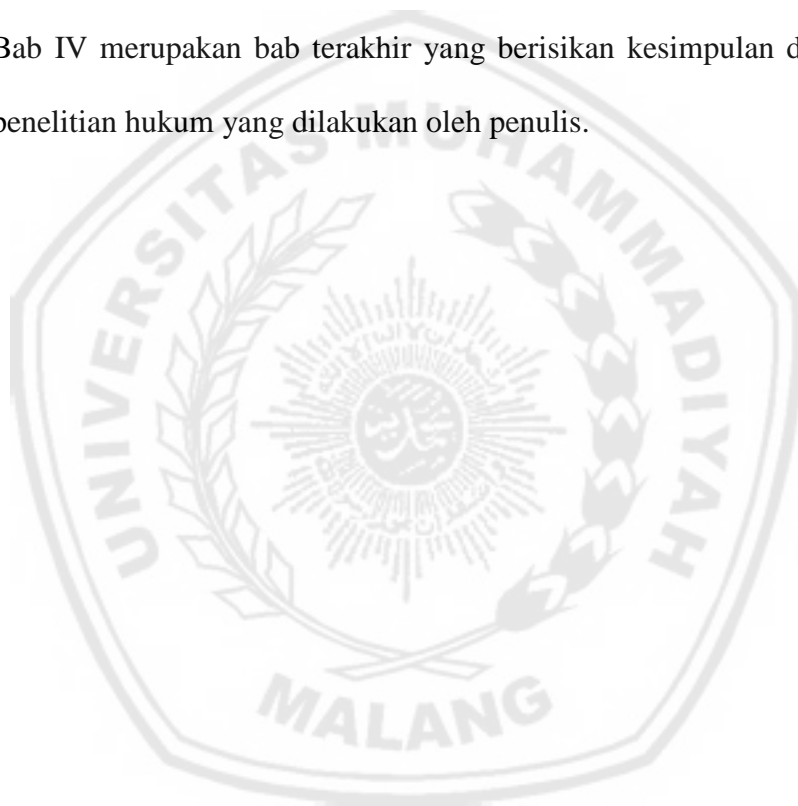 Bab IV merupakan bab terakhir yang berisikan kesimpulan d
penelitian hukum yang dilakukan oleh penulis.
UNIVERSITAS MUHAMMADIYAH
MALANG